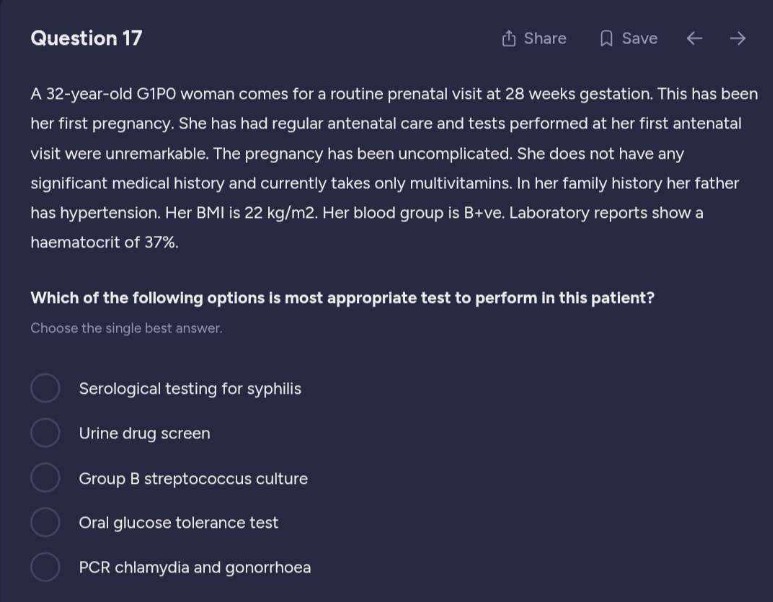 Question 17
Share
Save
A 32-year-old G1P0 woman comes for a routine prenatal visit at 28 weeks gestation. This has been
her first pregnancy. She has had regular antenatal care and tests performed at her first antenatal
visit were unremarkable. The pregnancy has been uncomplicated. She does not have any
significant medical history and currently takes only multivitamins. In her family history her father
has hypertension. Her BMI is 22 kg/m2. Her blood group is B+ve. Laboratory reports show a
haematocrit of 37%.
Which of the following options is most appropriate test to perform in this patient?
Choose the single best answer.
Serological testing for syphilis
Urine drug screen
Group B streptococcus culture
Oral glucose tolerance test
PCR chlamydia and gonorrhoea